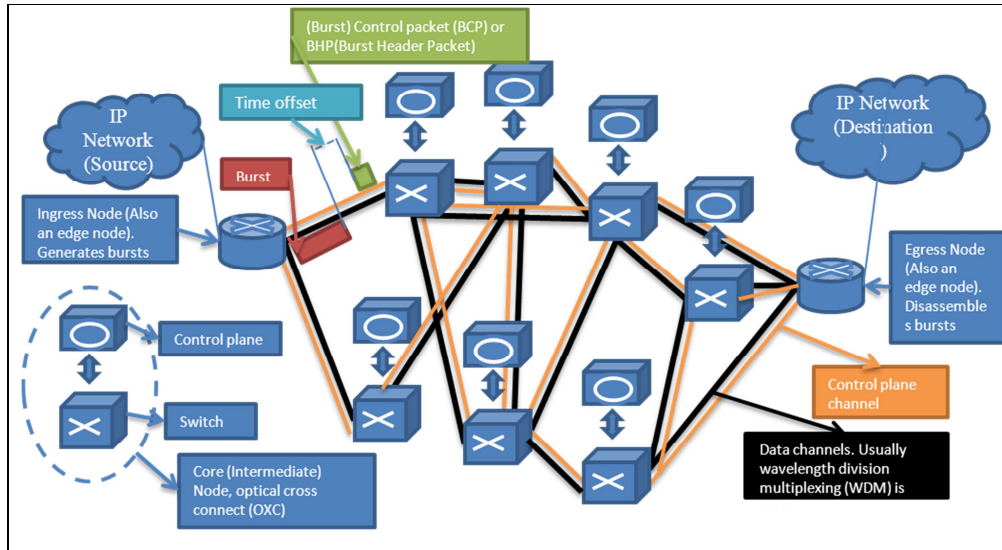 (Burst) Control packet (BCP) or
BHP(Burst Header Packet)
Time offset
IP
Network
(Source)
IP Network
(Destination
)
Burst
Ingress Node (Also
an edge node).
Generates bursts
Egress Node
(Also an
edge node).
Disassemble
s bursts
Control plane
Switch
Core (Intermediate)
Node, optical cross
connect (OXC)
Control plane
channel
Data channels. Usually
wavelength division
multiplexing (WDM) is